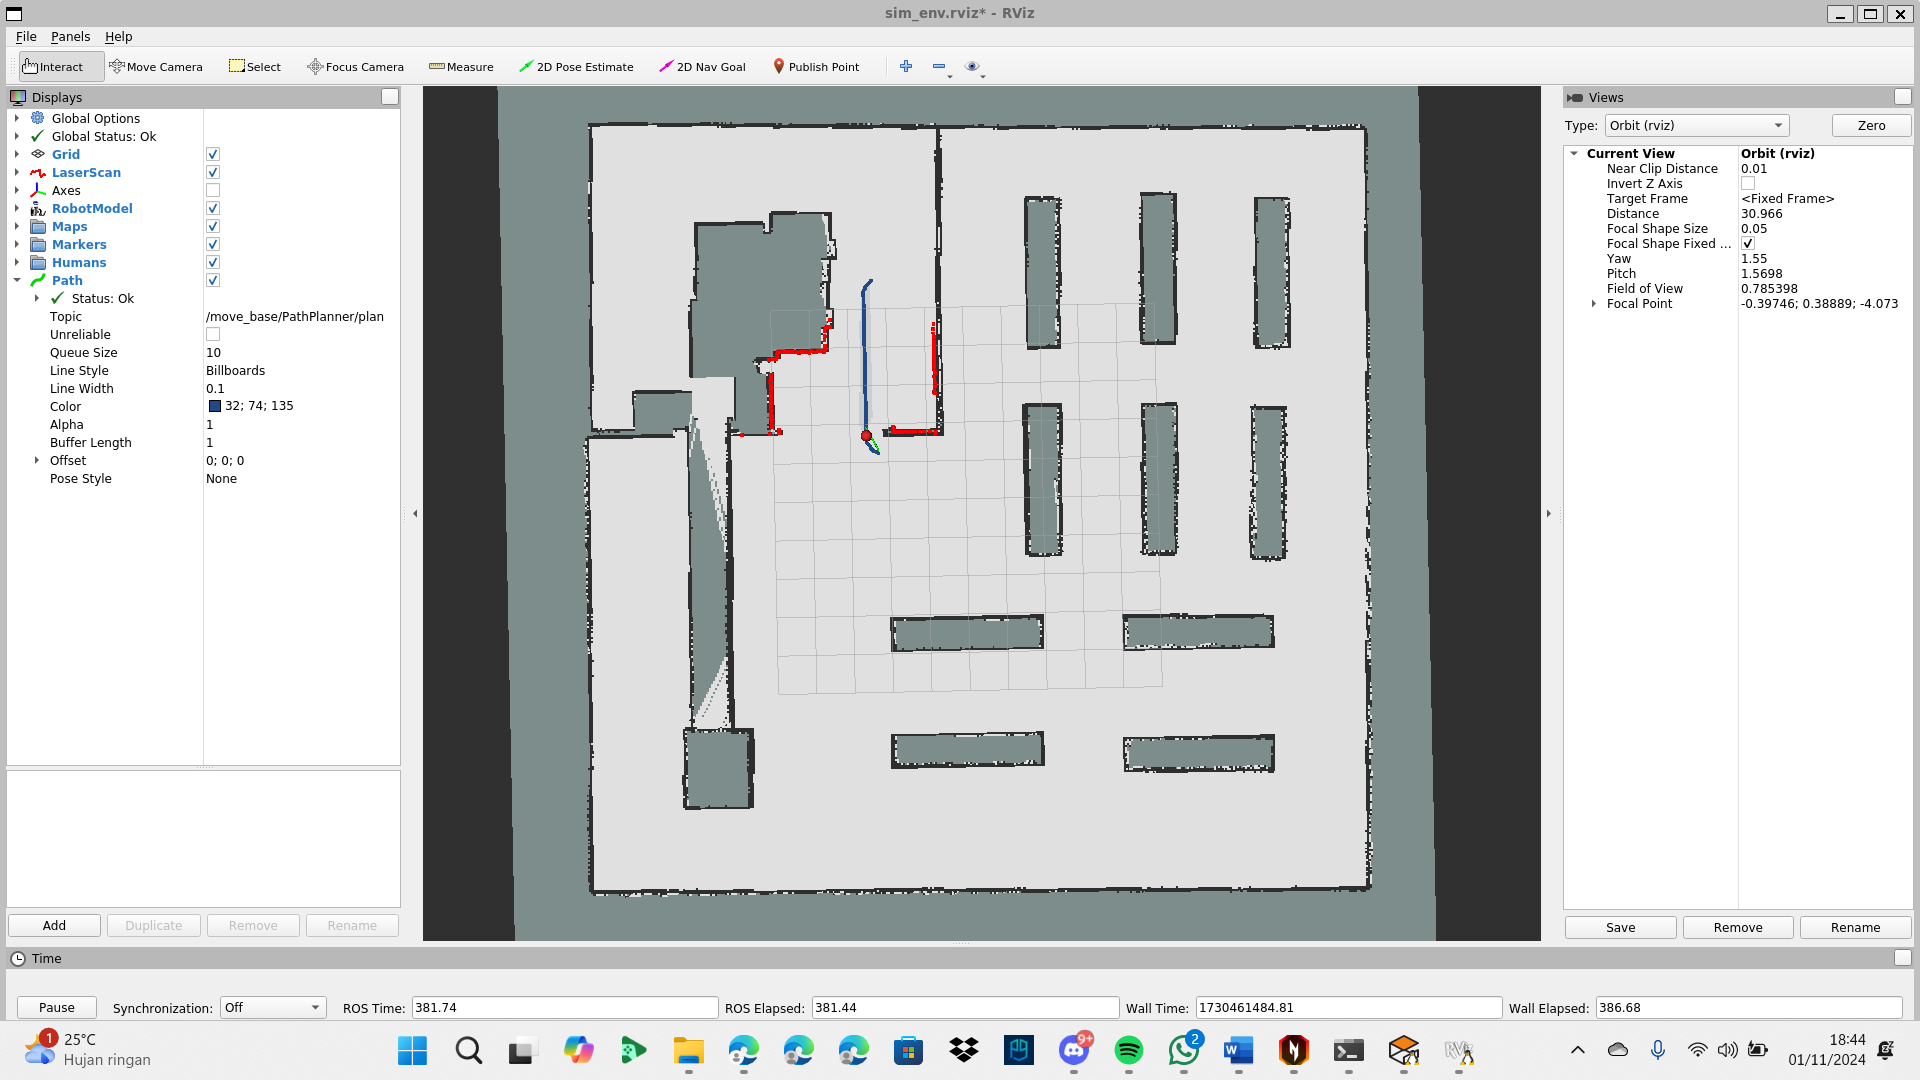 sim_env.rviz* - RViz
File Panels Help
Interact Move Camera Select Focus Camera Measure 2D Pose Estimate 2D Nav Goal Publish Point
Displays
Global Options
Global Status: Ok
Grid
LaserScan
Axes
RobotModel
Maps
Markers
Humans
Path
Status: Ok
Topic /move_base/PathPlanner/plan
Unreliable
Queue Size 10
Line Style Billboards
Line Width 0.1
Color 32; 74; 135
Alpha 1
Buffer Length 1
Offset 0; 0; 0
Pose Style None
Add Duplicate Remove Rename
Views
Type: Orbit (rviz) Zero
Current View Orbit (rviz)
Near Clip Distance 0.01
Invert Z Axis
Target Frame <Fixed Frame>
Distance 30.966
Focal Shape Size 0.05
Focal Shape Fixed ...
Yaw 1.55
Pitch 1.5698
Field of View 0.785398
Focal Point -0.39746; 0.38889; -4.073
Save Remove Rename
Time
Pause Synchronization: Off ROS Time: 381.74 ROS Elapsed: 381.44 Wall Time: 1730461484.81 Wall Elapsed: 386.68
1 25°C
Hujan ringan
9+ 2
18:44
01/11/2024